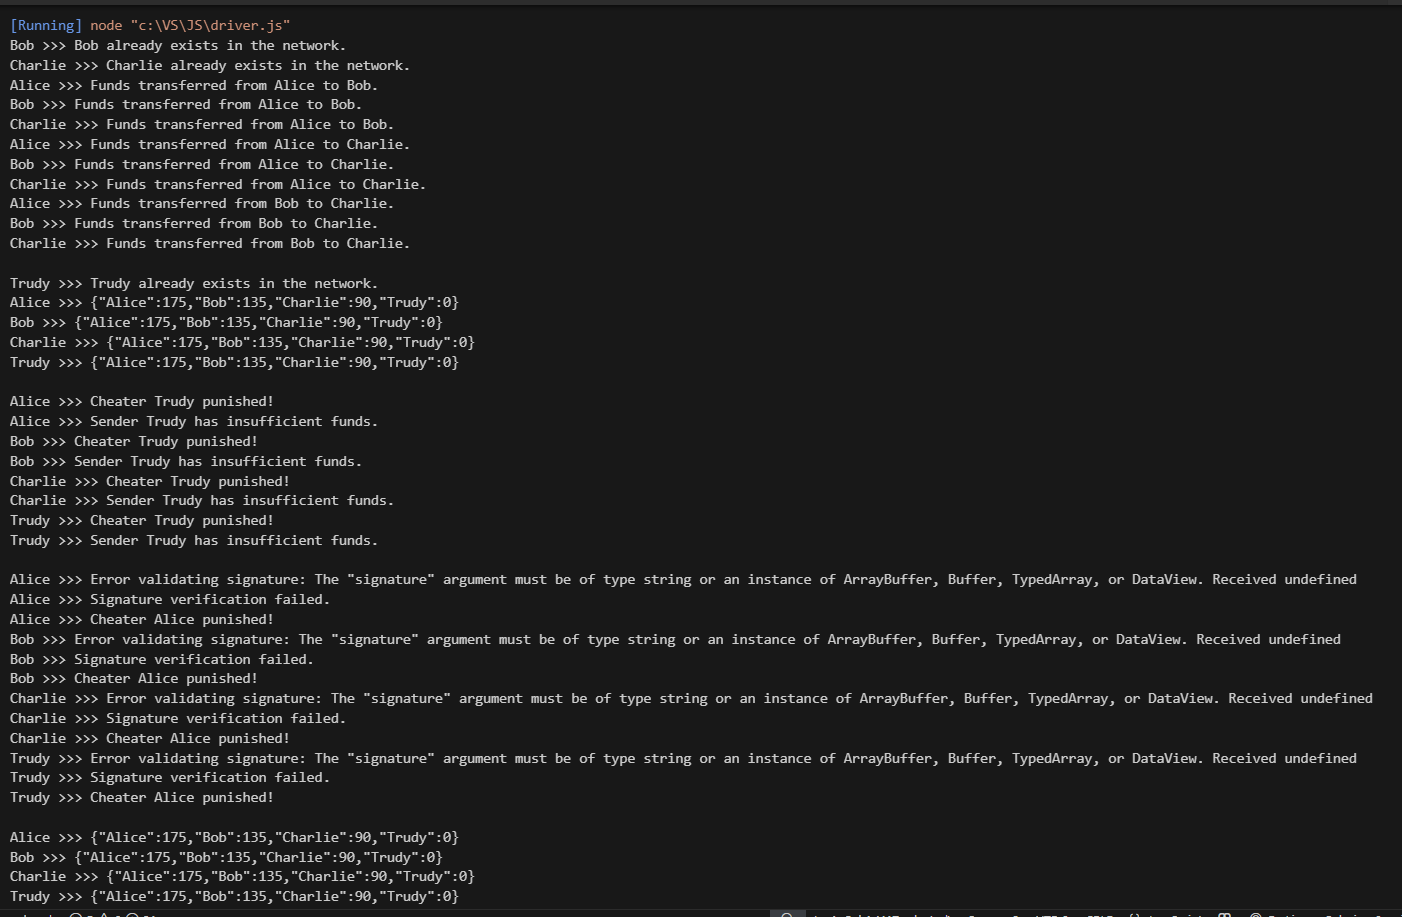 [Running] node "c:\VS\JS\driver.js"
Bob >>> Bob already exists in the network.
Charlie >>> Charlie already exists in the network.
Alice >>> Funds transferred from Alice to Bob.
Bob >>> Funds transferred from Alice to Bob.
Charlie >>> Funds transferred from Alice to Bob.
Alice >>> Funds transferred from Alice to Charlie.
Bob >>> Funds transferred from Alice to Charlie.
Charlie >>> Funds transferred from Alice to Charlie.
Alice >>> Funds transferred from Bob to Charlie.
Bob >>> Funds transferred from Bob to Charlie.
Charlie >>> Funds transferred from Bob to Charlie.
Trudy >>> Trudy already exists in the network.
Alice >>> {"Alice":175,"Bob":135,"Charlie":90,"Trudy":0}
Bob >>> {"Alice":175,"Bob":135,"Charlie":90,"Trudy":0}
Charlie >>> {"Alice":175,"Bob":135,"Charlie":90,"Trudy":0}
Trudy >>> {"Alice":175,"Bob":135,"Charlie":90,"Trudy":0}
Alice >>> Cheater Trudy punished!
Alice >>> Sender Trudy has insufficient funds.
Bob >>> Cheater Trudy punished!
Bob >>> Sender Trudy has insufficient funds.
Charlie >>> Cheater Trudy punished!
Charlie >>> Sender Trudy has insufficient funds.
Trudy >>> Cheater Trudy punished!
Trudy >>> Sender Trudy has insufficient funds.
Alice >>> Error validating signature: The "signature" argument must be of type string or an instance of ArrayBuffer, Buffer, TypedArray, or DataView. Received undefined
Alice >>> Signature verification failed.
Alice >>> Cheater Alice punished!
Bob >>> Error validating signature: The "signature" argument must be of type string or an instance of ArrayBuffer, Buffer, TypedArray, or DataView. Received undefined
Bob >>> Signature verification failed.
Bob >>> Cheater Alice punished!
Charlie >>> Error validating signature: The "signature" argument must be of type string or an instance of ArrayBuffer, Buffer, TypedArray, or DataView. Received undefined
Charlie >>> Signature verification failed.
Charlie >>> Cheater Alice punished!
Trudy >>> Error validating signature: The "signature" argument must be of type string or an instance of ArrayBuffer, Buffer, TypedArray, or DataView. Received undefined
Trudy >>> Signature verification failed.
Trudy >>> Cheater Alice punished!
Alice >>> {"Alice":175,"Bob":135,"Charlie":90,"Trudy":0}
Bob >>> {"Alice":175,"Bob":135,"Charlie":90,"Trudy":0}
Charlie >>> {"Alice":175,"Bob":135,"Charlie":90,"Trudy":0}
Trudy >>> {"Alice":175,"Bob":135,"Charlie":90,"Trudy":0}